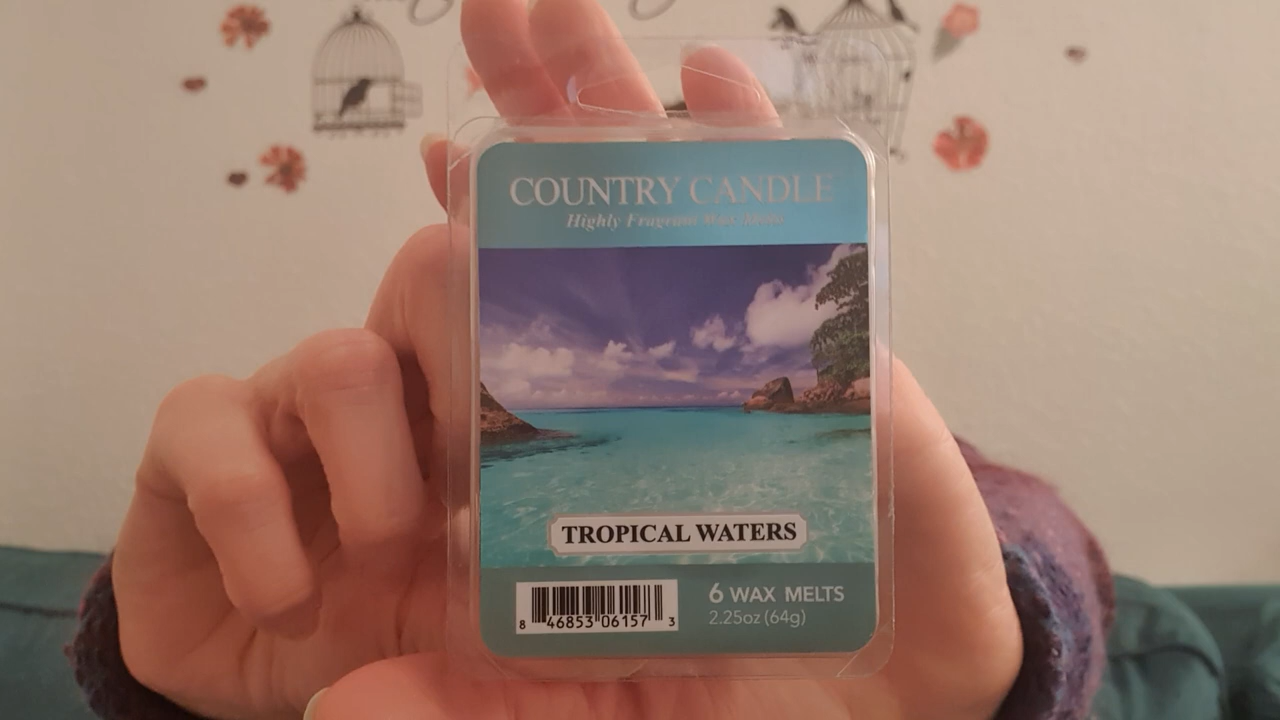 COUNTRY CANDLE
Highly Fragrant Wax Melts
TROPICAL WATERS
6 WAX MELTS
2.25oz (64g)
8 46853 06157 3